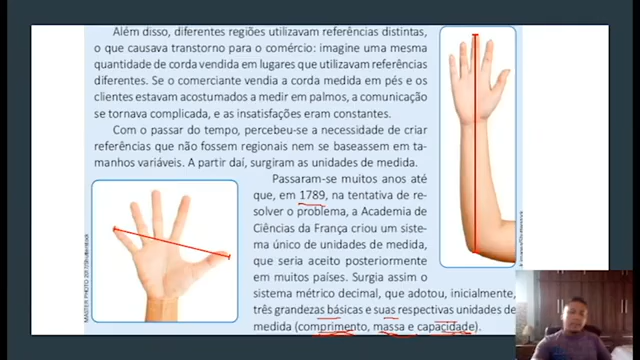 Além disso, diferentes regiões utilizavam referências distintas,
o que causava transtorno para o comércio: imagine uma mesma
quantidade de corda vendida em lugares que utilizavam referências
diferentes. Se o comerciante vendia a corda medida em pés e os
clientes estavam acostumados a medir em palmos, a comunicação
se tornava complicada, e as insatisfações eram constantes.
Com o passar do tempo, percebeu-se a necessidade de criar
referências que não fossem regionais nem se baseassem em ta-
manhos variáveis. A partir daí, surgiram as unidades de medida.
Passaram-se muitos anos até
que, em 1789, na tentativa de re-
solver o problema, a Academia de
Ciências da França criou um siste-
ma único de unidades de medida,
que seria aceito posteriormente
em muitos países. Surgia assim o
sistema métrico decimal, que adotou, inicialmente,
três grandezas básicas e suas respectivas unidades de
medida (comprimento, massa e capacidade).
MASTER PHOTO 2017/Shutterstock